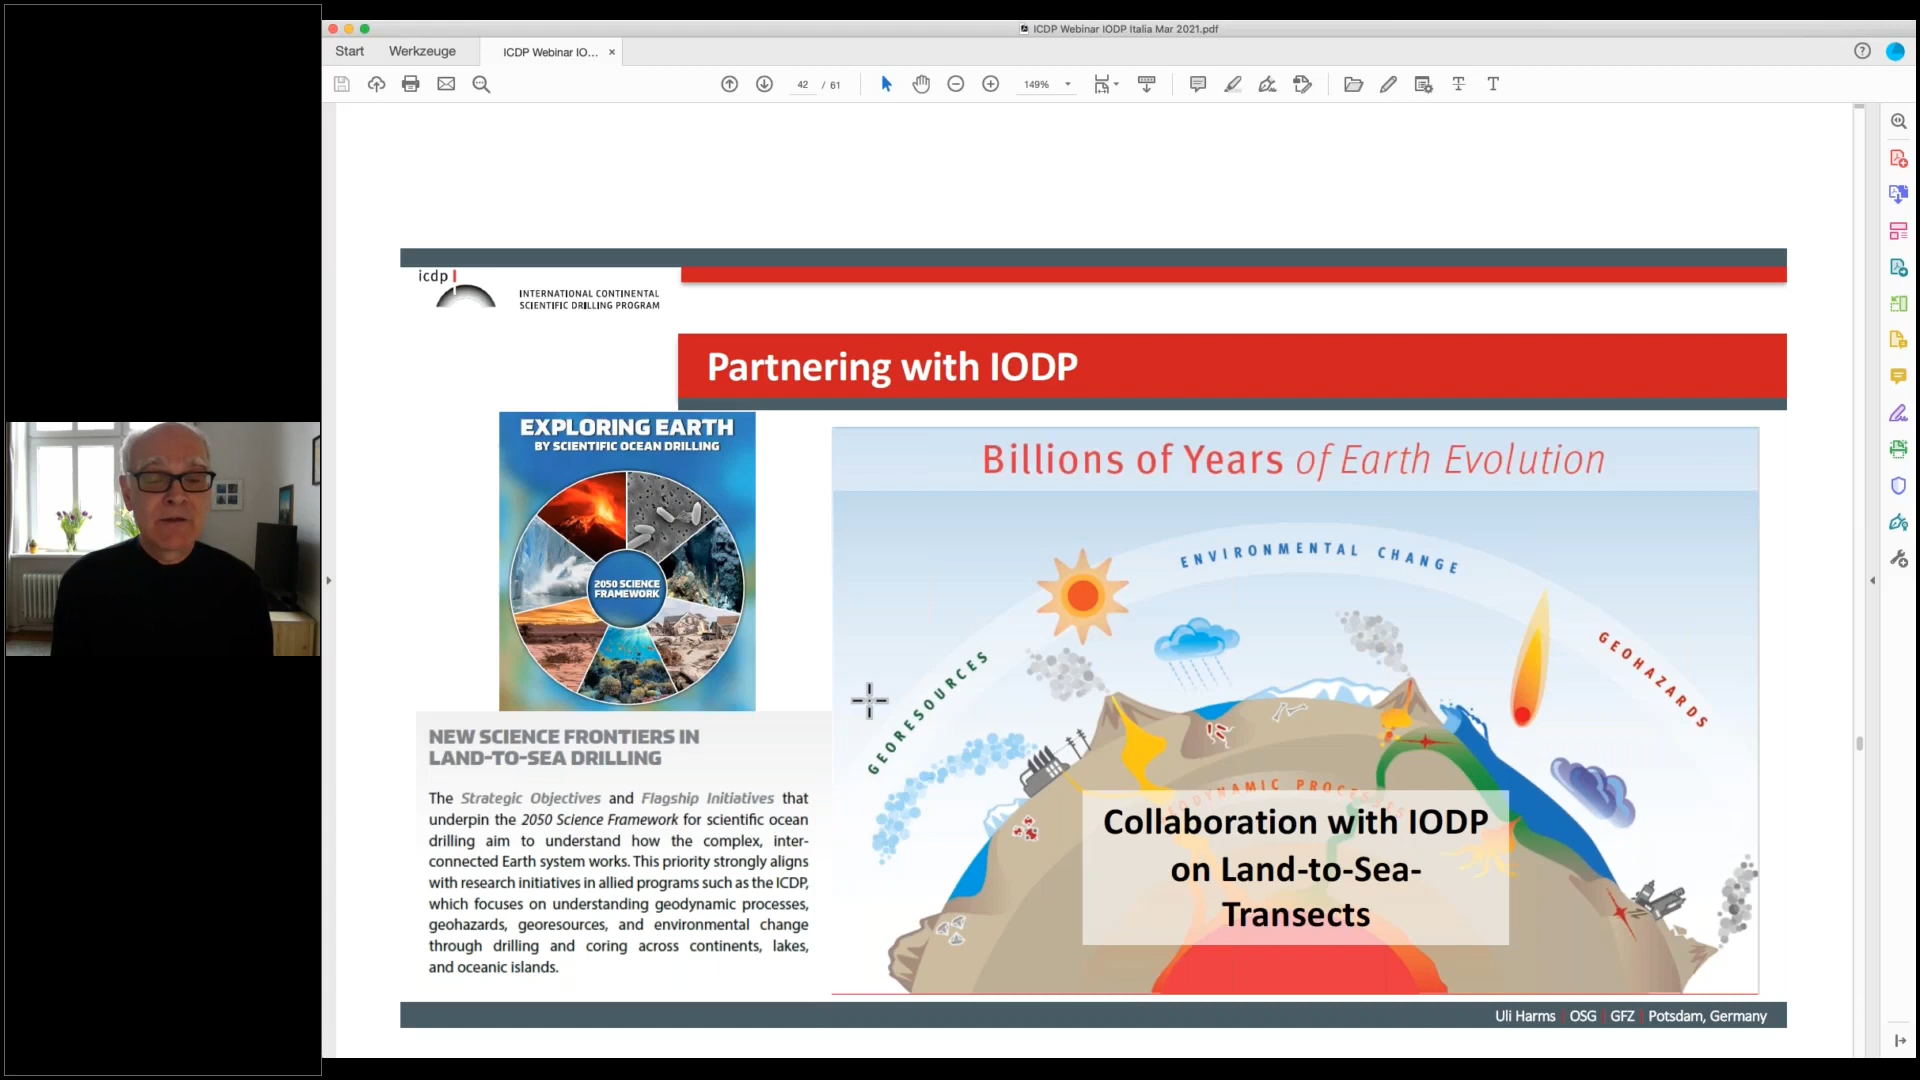 ICDP Webinar IODP Italia Mar 2021.pdf
Start
Werkzeuge
ICDP Webinar IO... ×
42 / 61
149%
icdp
INTERNATIONAL CONTINENTAL
SCIENTIFIC DRILLING PROGRAM
Partnering with IODP
EXPLORING EARTH
BY SCIENTIFIC OCEAN DRILLING
2050 SCIENCE
FRAMEWORK
NEW SCIENCE FRONTIERS IN
LAND-TO-SEA DRILLING
The Strategic Objectives and Flagship Initiatives that
underpin the 2050 Science Framework for scientific ocean
drilling aim to understand how the complex, inter-
connected Earth system works. This priority strongly aligns
with research initiatives in allied programs such as the ICDP,
which focuses on understanding geodynamic processes,
geohazards, georesources, and environmental change
through drilling and coring across continents, lakes,
and oceanic islands.
Billions of Years of Earth Evolution
ENVIRONMENTAL CHANGE
GEORESOURCES
GEOHAZARDS
GEODYNAMIC PROCESSES
Collaboration with IODP
on Land-to-Sea-
Transects
Uli Harms | OSG | GFZ | Potsdam, Germany